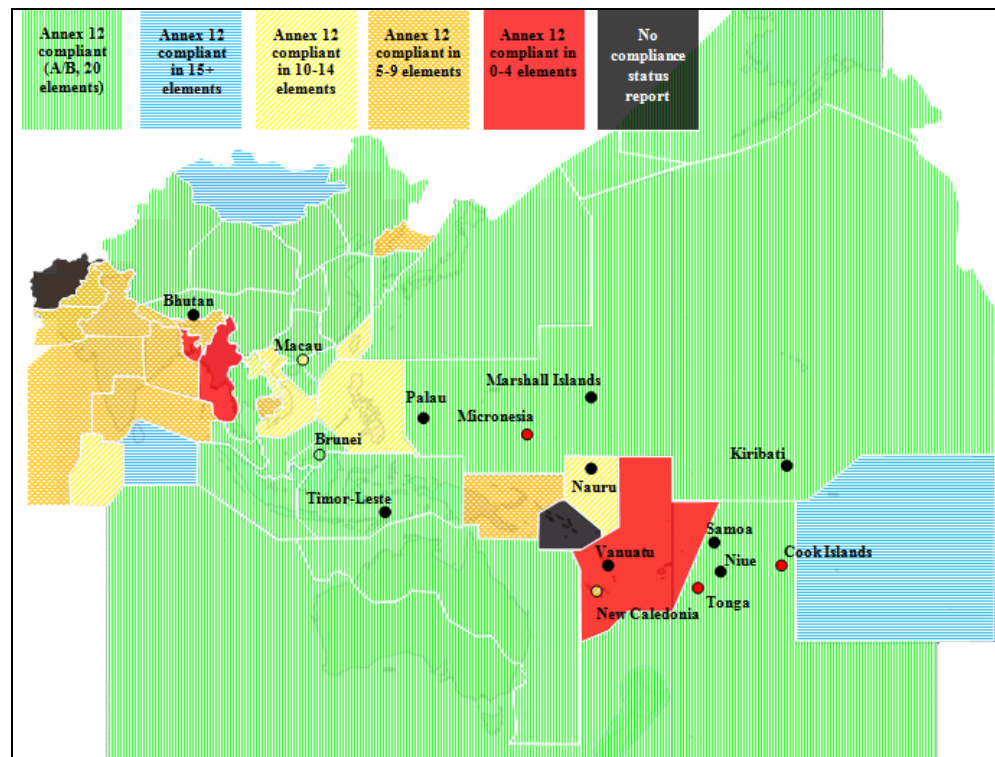 Annex 12
compliant
(A/B, 20
elements)
Annex 12
compliant
in 15+
elements
Annex 12
compliant
in 10-14
elements
Annex 12
compliant in
5-9 elements
Annex 12
compliant in
0-4 elements
No
compliance
status
report
Bhutan
Macau
Marshall Islands
Palau
Micronesia
Brunei
Kiribati
Nauru
Timor-Leste
Samoa
Vanuatu
Niue
Cook Islands
Tonga
New Caledonia